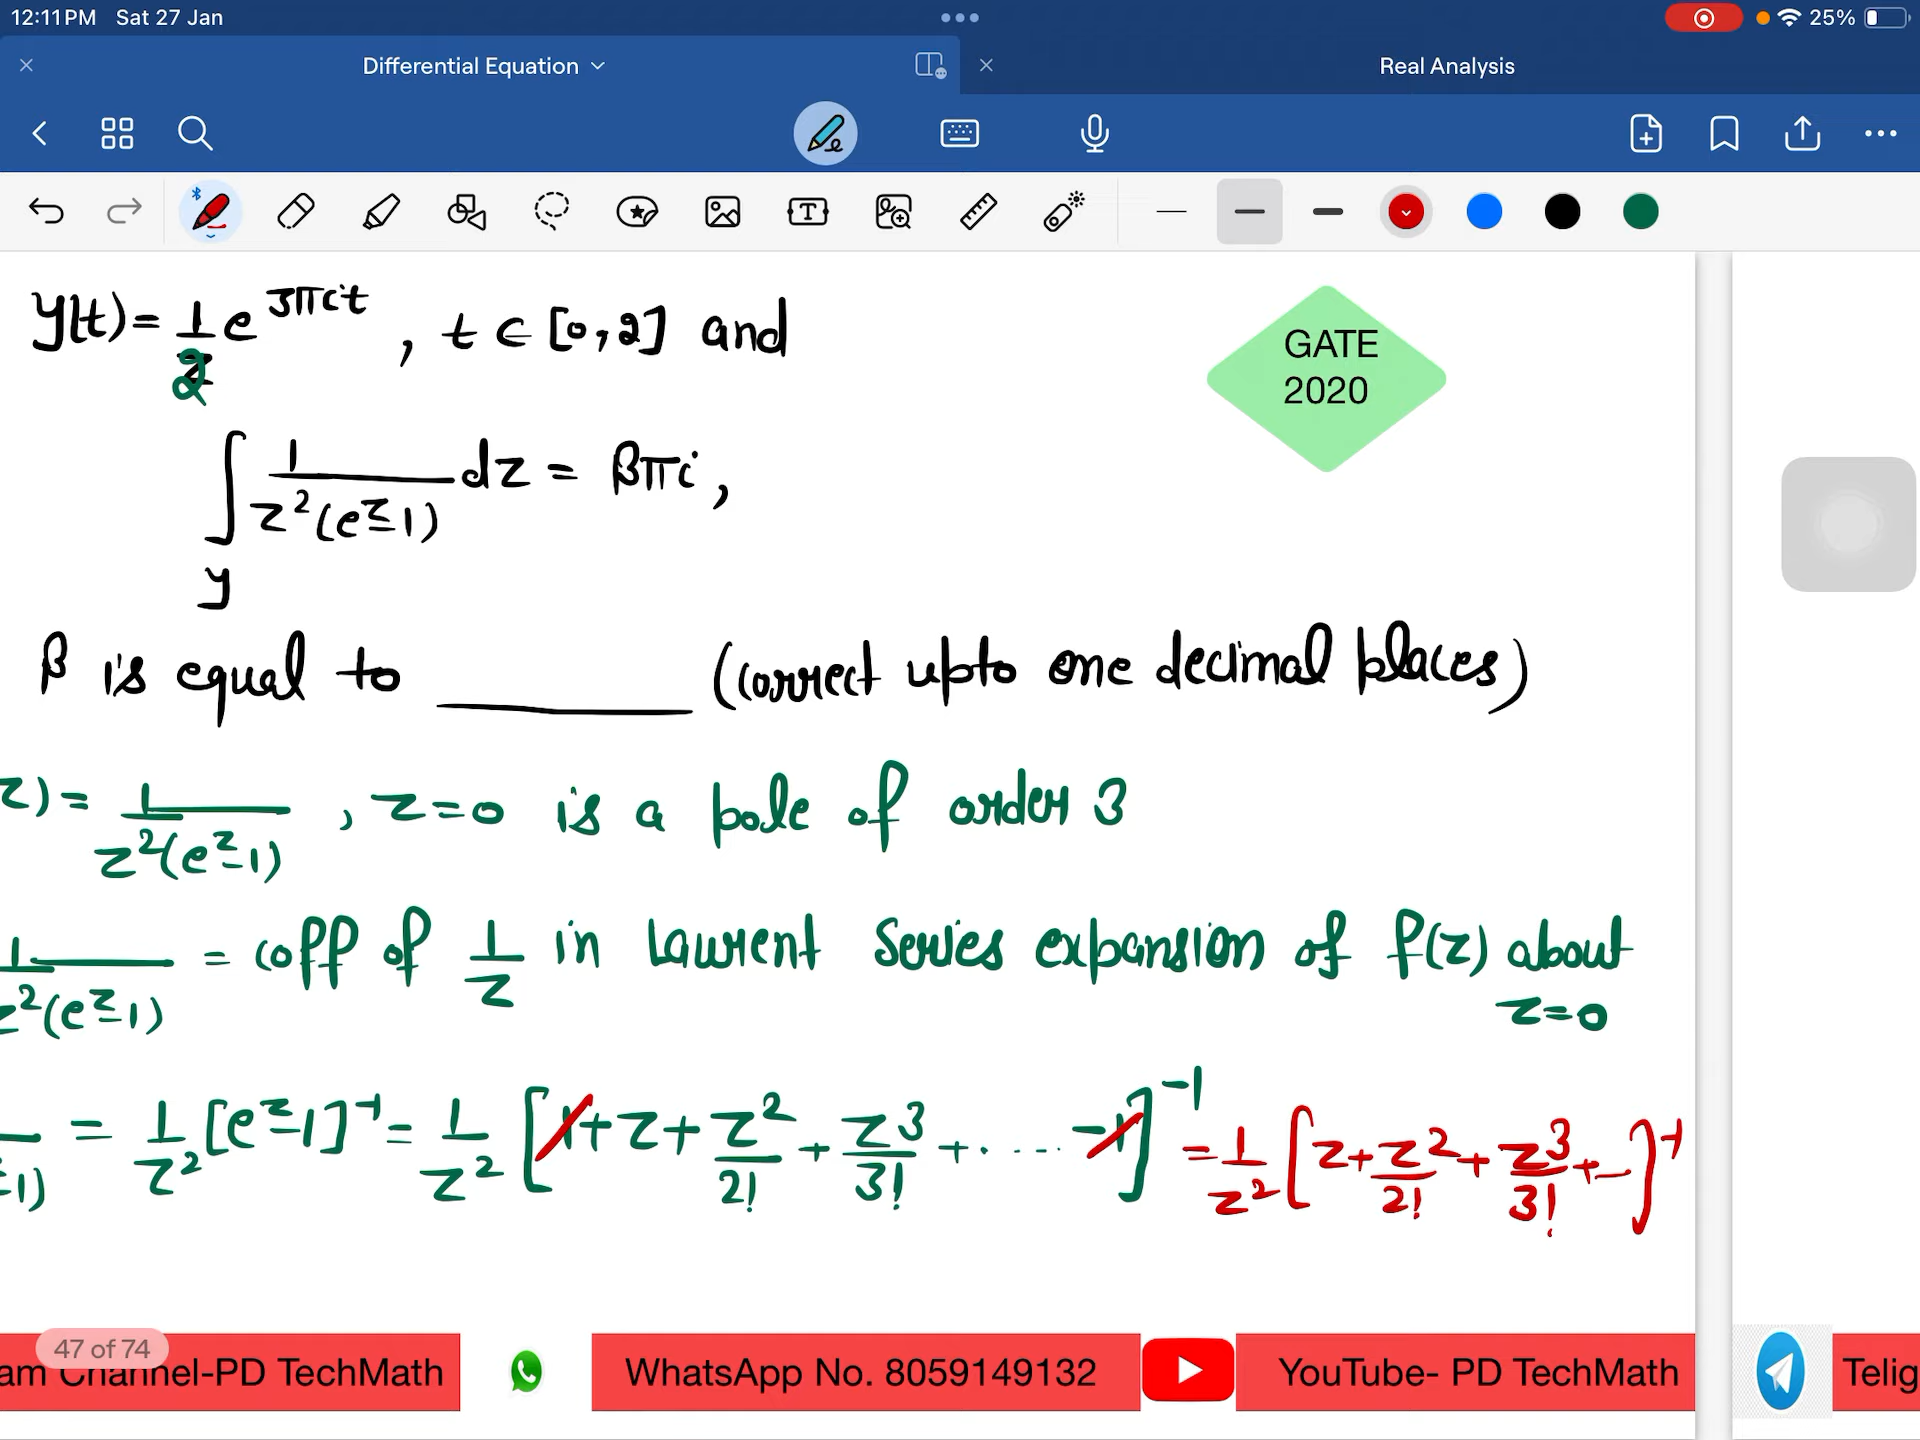 12:11 PM Sat 27 Jan
25%
Differential Equation
Real Analysis
y(t) = 1/2 e^{3πit}, t ∈ [0,2] and
GATE
2020
∫_γ 1/(z²(e^z-1)) dz = βπi,
β is equal to ______ (correct upto one decimal places)
z) = 1/(z²(e^z-1)), z=0 is a pole of order 3
1/(z²(e^z-1)) = coff of 1/z in Laurent Series expansion of f(z) about
z=0
= 1/z² [e^z-1]^{-1} = 1/z² [1+z+z²/2!+z³/3!+....-1]^{-1} = 1/z² [z+z²/2!+z³/3!+...]^{-1}
47 of 74
am Channel-PD TechMath
WhatsApp No. 8059149132
YouTube- PD TechMath
Telig